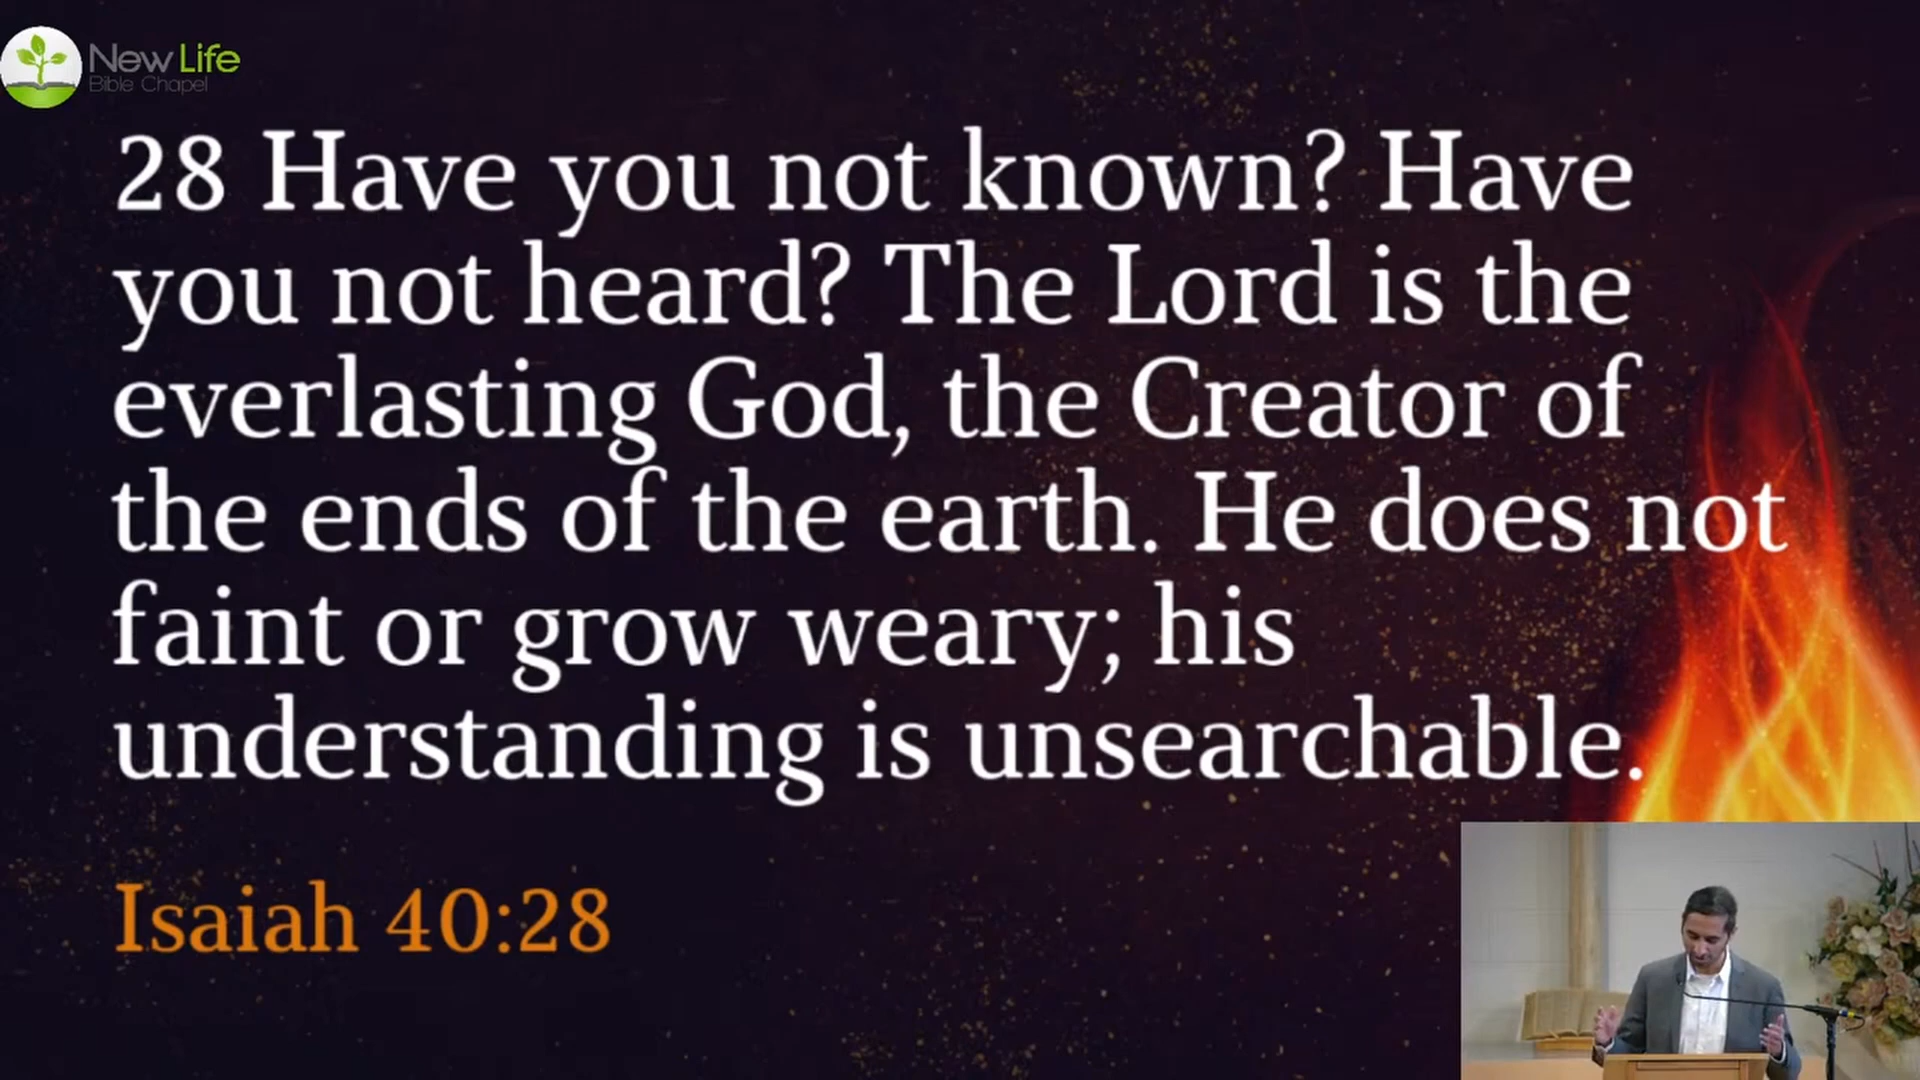 New Life
Bible Chapel
28 Have you not known? Have
you not heard? The Lord is the
everlasting God, the Creator of
the ends of the earth. He does not
faint or grow weary; his
understanding is unsearchable.
Isaiah 40:28